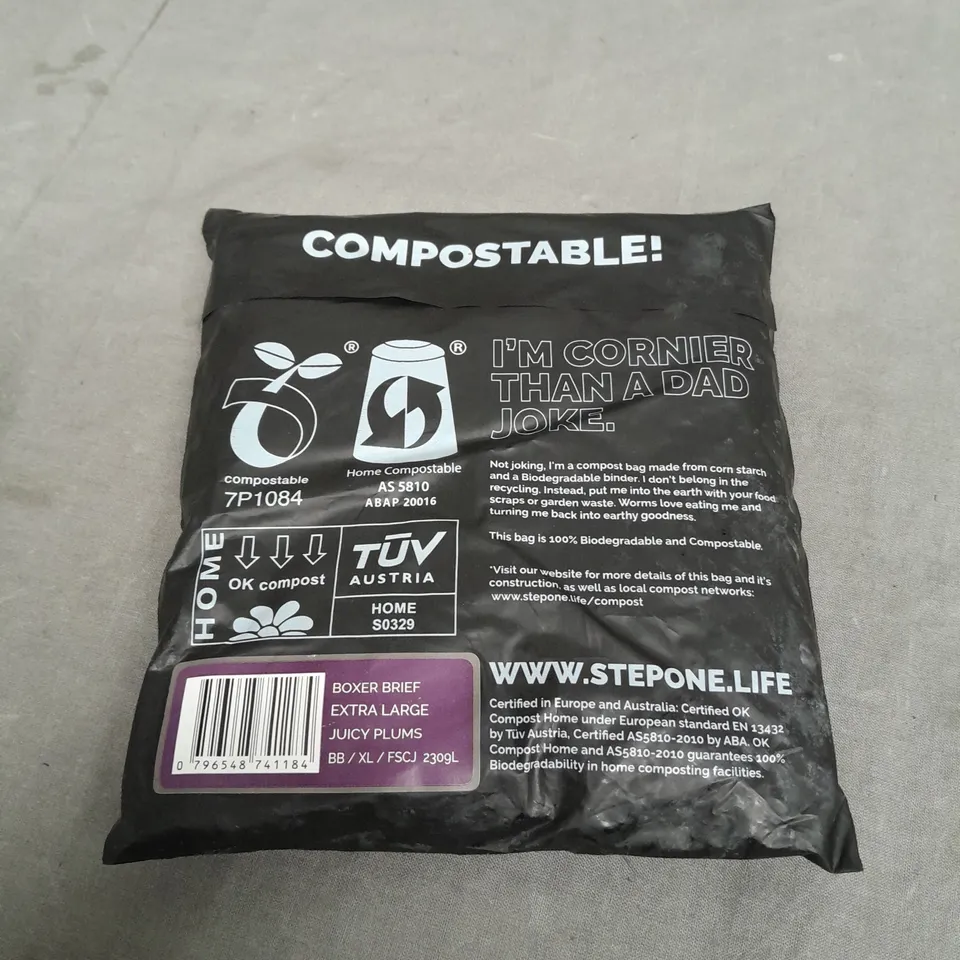 COMPOSTABLE!
®
®
compostable
7P1084
Home Compostable
AS 5810
ABAP 20016
I'M CORNIER
THAN A DAD
JOKE.
Not joking, I'm a compost bag made from corn starch
and a Biodegradable binder. I don't belong in the
recycling. Instead, put me into the earth with your food
scraps or garden waste. Worms love eating me and
turning me back into earthy goodness.
This bag is 100% Biodegradable and Compostable.
*Visit our website for more details of this bag and it's
construction, as well as local compost networks:
www.stepone.life/compost
HOME
OK compost
TÜV
AUSTRIA
HOME
S0329
BOXER BRIEF
EXTRA LARGE
JUICY PLUMS
BB / XL / FSCJ 2309L
0 796548 741184
WWW.STEPONE.LIFE
Certified in Europe and Australia: Certified OK
Compost Home under European standard EN 13432
by Tüv Austria, Certified AS5810-2010 by ABA. OK
Compost Home and AS5810-2010 guarantees 100%
Biodegradability in home composting facilities.